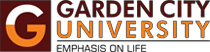 G
GARDEN CITY
UNIVERSITY
EMPHASIS ON LIFE